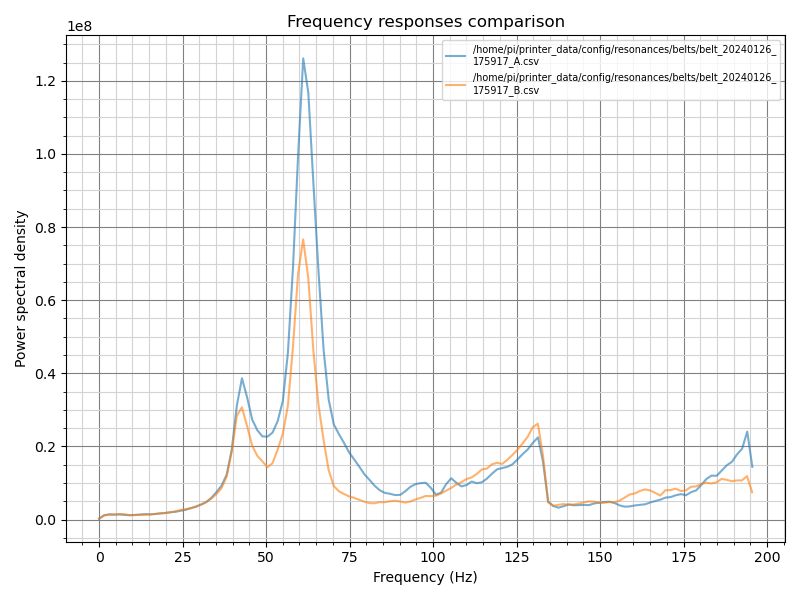 Frequency responses comparison
1e8
/home/pi/printer_data/config/resonances/belts/belt_20240126_
175917_A.csv
/home/pi/printer_data/config/resonances/belts/belt_20240126_
175917_B.csv
1.2
1.0
0.8
0.6
0.4
0.2
0.0
Power spectral density
0 25 50 75 100 125 150 175 200
Frequency (Hz)